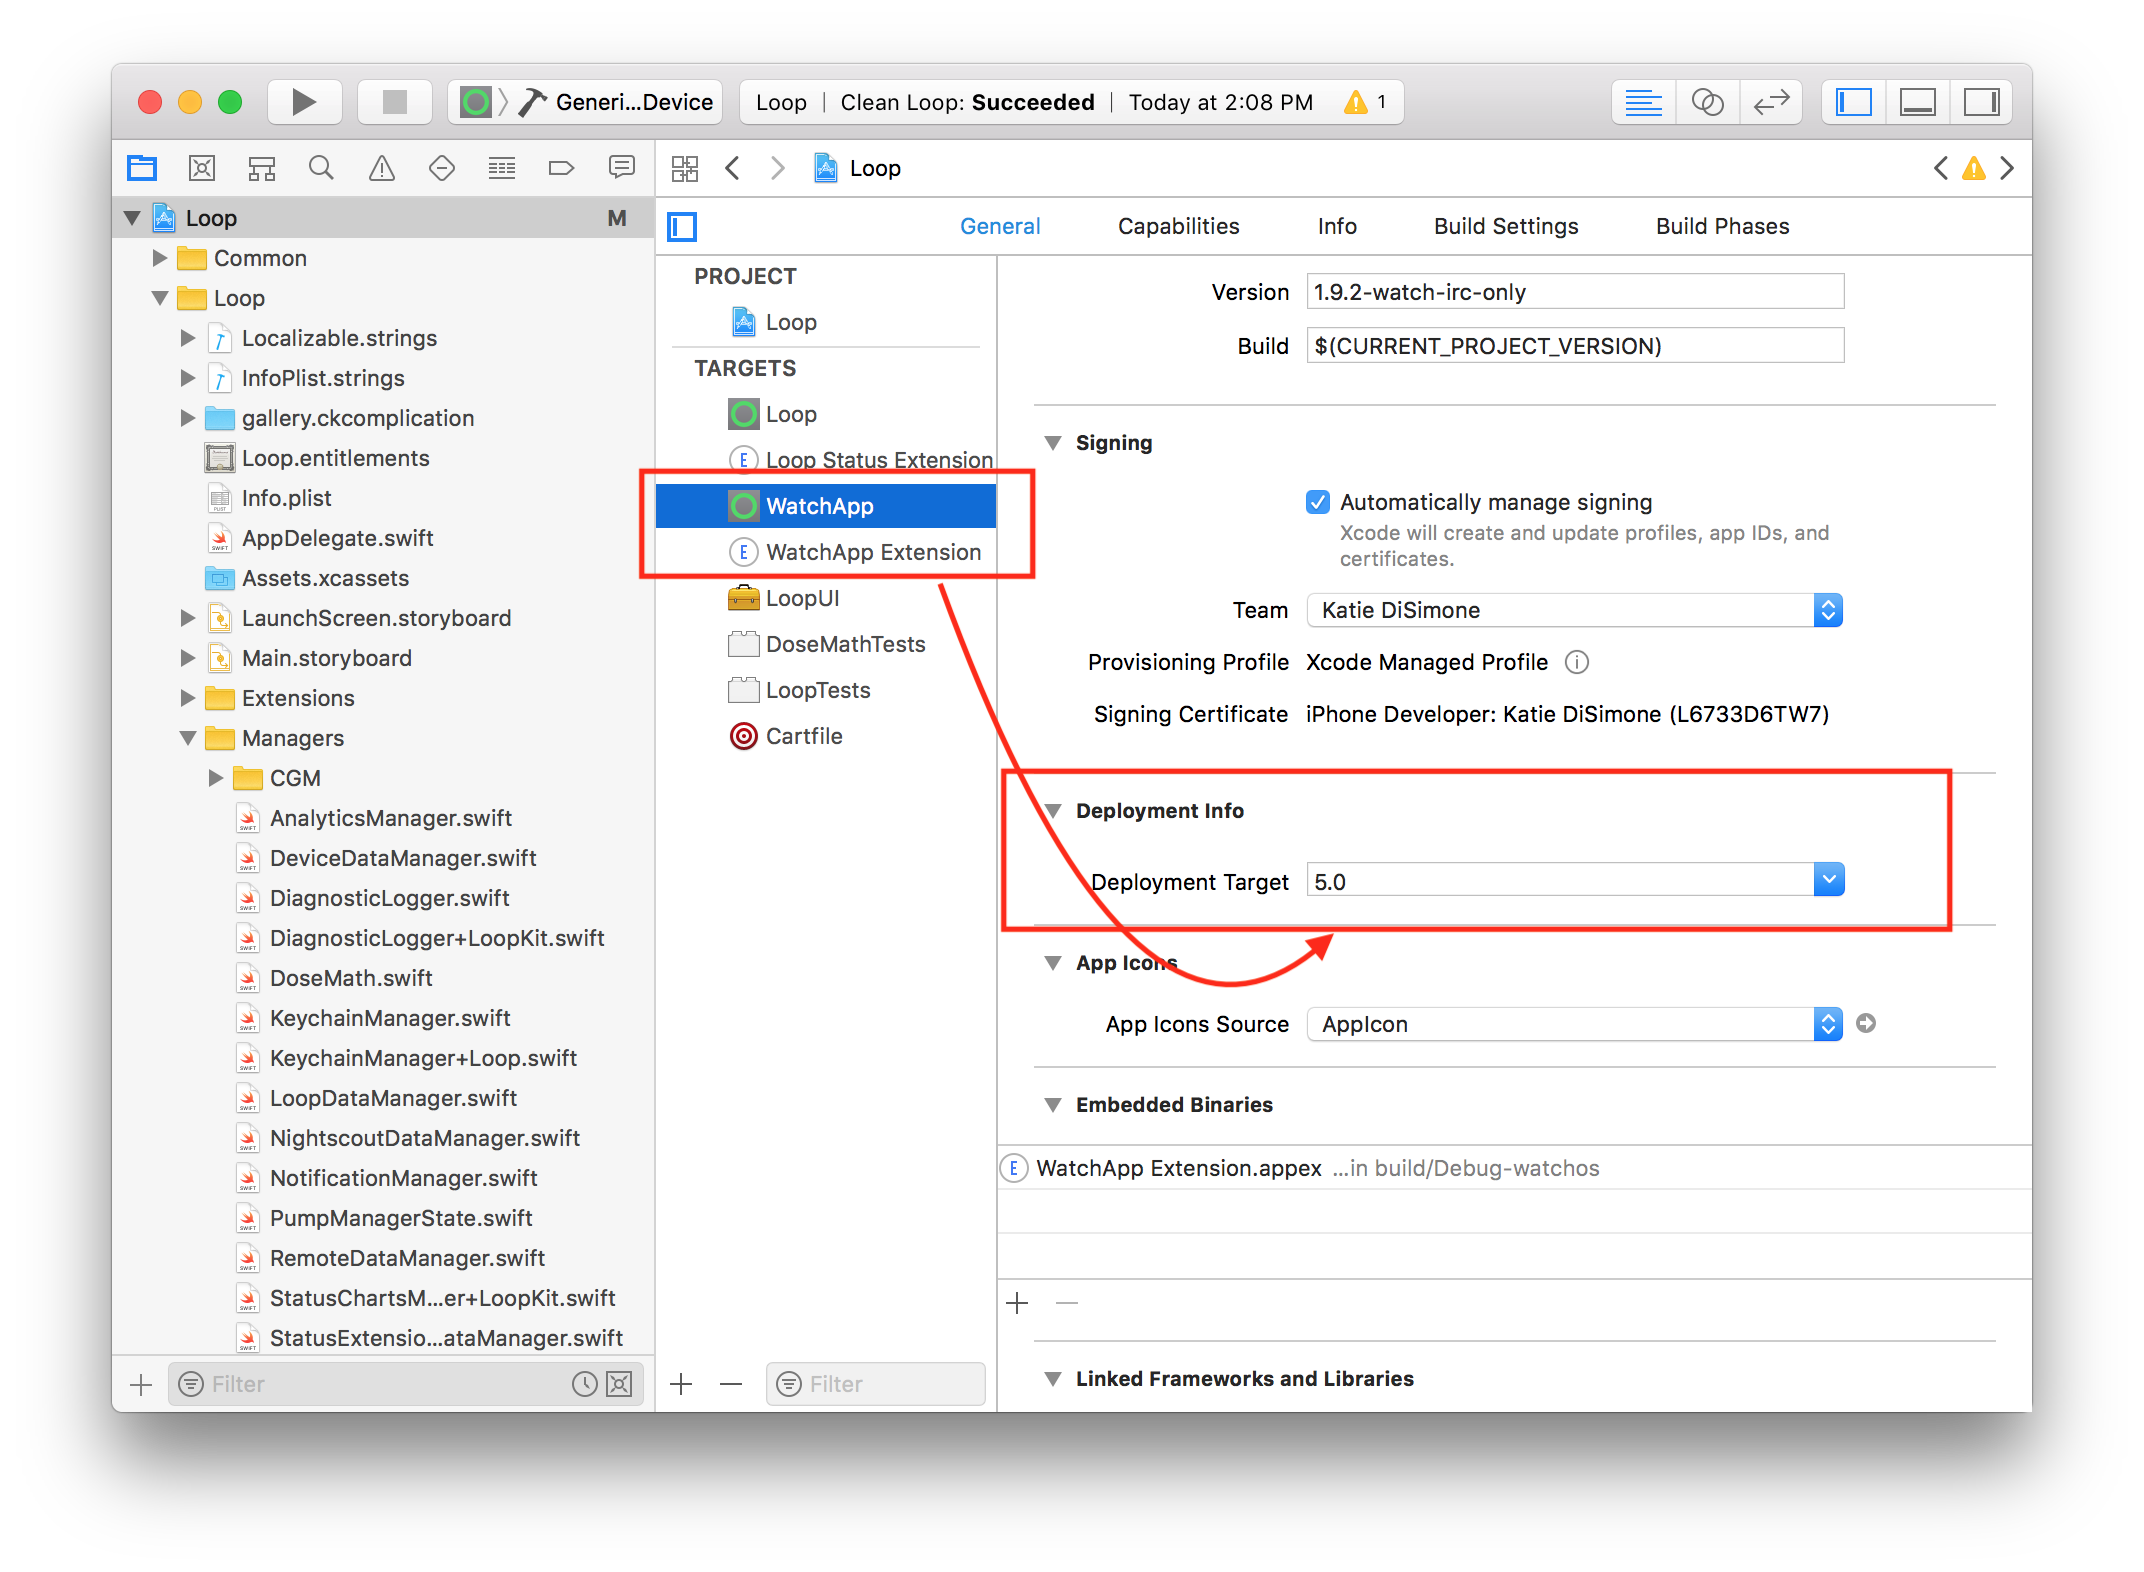 Generi...Device
Loop | Clean Loop: Succeeded | Today at 2:08 PM 1
Loop
Loop M
Common
Loop
Localizable.strings
InfoPlist.strings
gallery.ckcomplication
Loop.entitlements
Info.plist
AppDelegate.swift
Assets.xcassets
LaunchScreen.storyboard
Main.storyboard
Extensions
Managers
CGM
AnalyticsManager.swift
DeviceDataManager.swift
DiagnosticLogger.swift
DiagnosticLogger+LoopKit.swift
DoseMath.swift
KeychainManager.swift
KeychainManager+Loop.swift
LoopDataManager.swift
NightscoutDataManager.swift
NotificationManager.swift
PumpManagerState.swift
RemoteDataManager.swift
StatusChartsM...er+LoopKit.swift
StatusExtensio...ataManager.swift
Filter
General Capabilities Info Build Settings Build Phases
PROJECT
Loop
TARGETS
Loop
E Loop Status Extension
WatchApp
E WatchApp Extension
LoopUI
DoseMathTests
LoopTests
Cartfile
Filter
Version 1.9.2-watch-irc-only
Build $(CURRENT_PROJECT_VERSION)
Signing
Automatically manage signing
Xcode will create and update profiles, app IDs, and
certificates.
Team Katie DiSimone
Provisioning Profile Xcode Managed Profile
Signing Certificate iPhone Developer: Katie DiSimone (L6733D6TW7)
Deployment Info
Deployment Target 5.0
App Icons
App Icons Source AppIcon
Embedded Binaries
E WatchApp Extension.appex ...in build/Debug-watchos
Linked Frameworks and Libraries